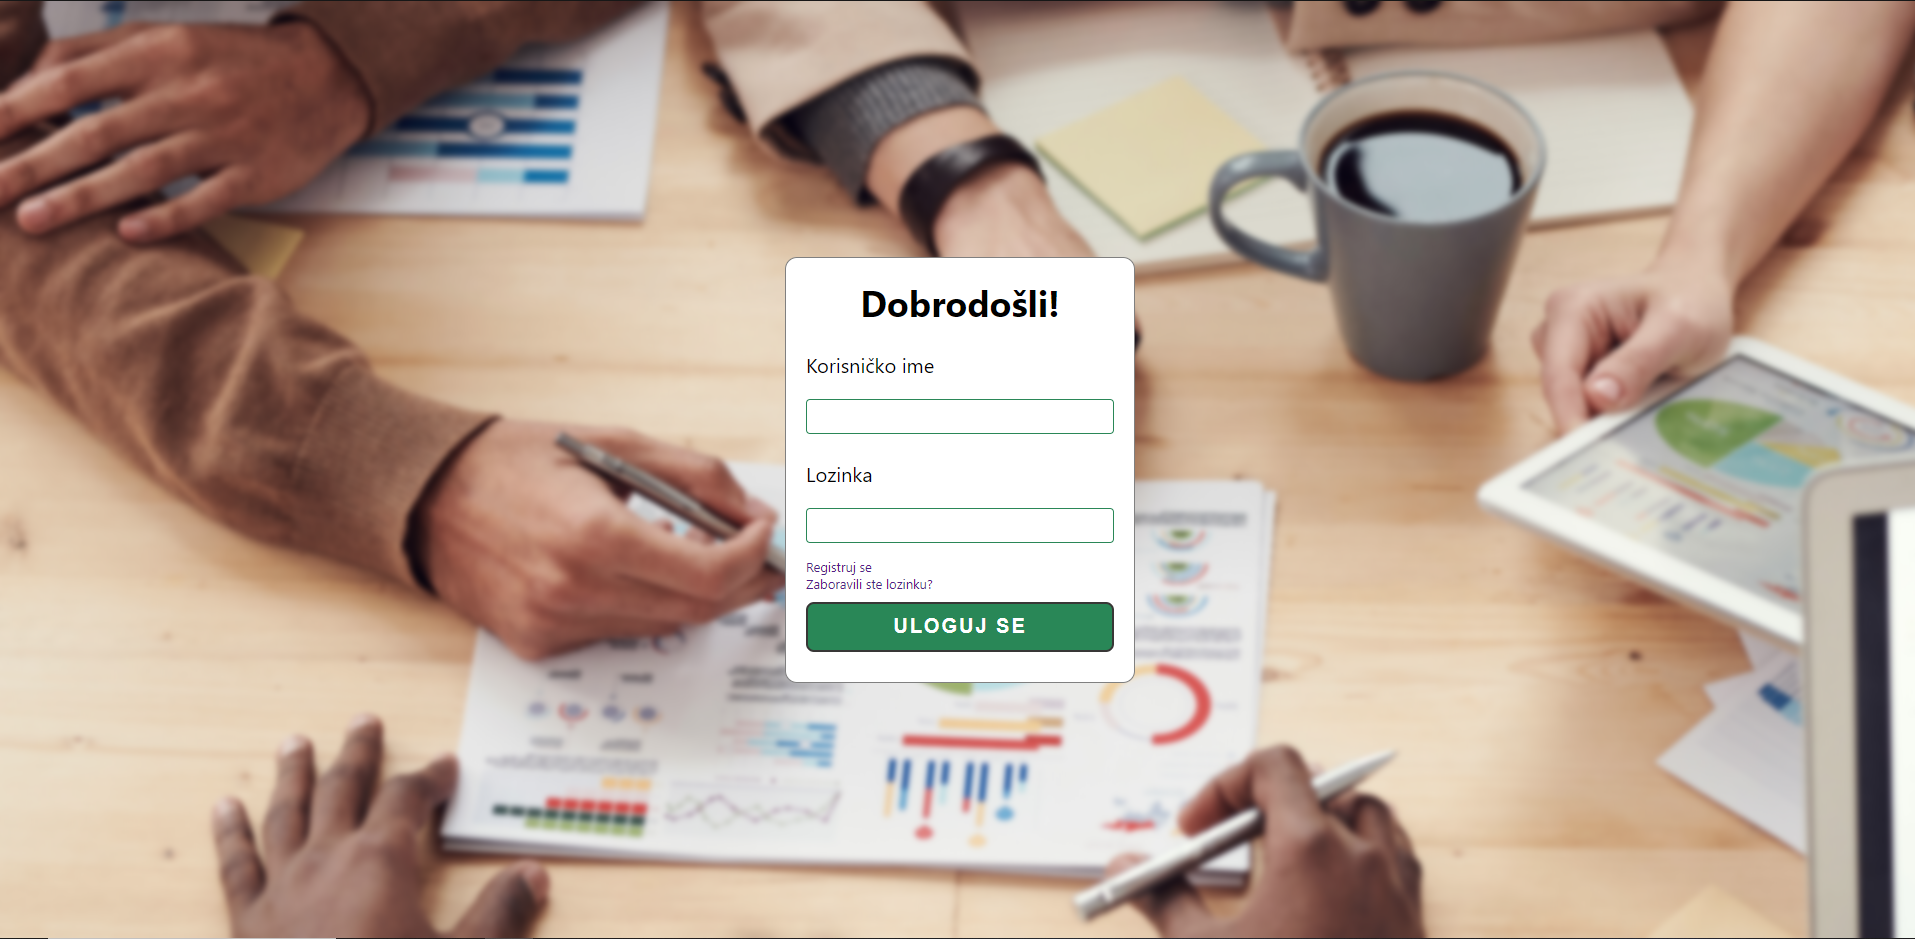 Dobrodošli!
Korisničko ime
Lozinka
Registruj se
Zaboravili ste lozinku?
ULOGUJ SE